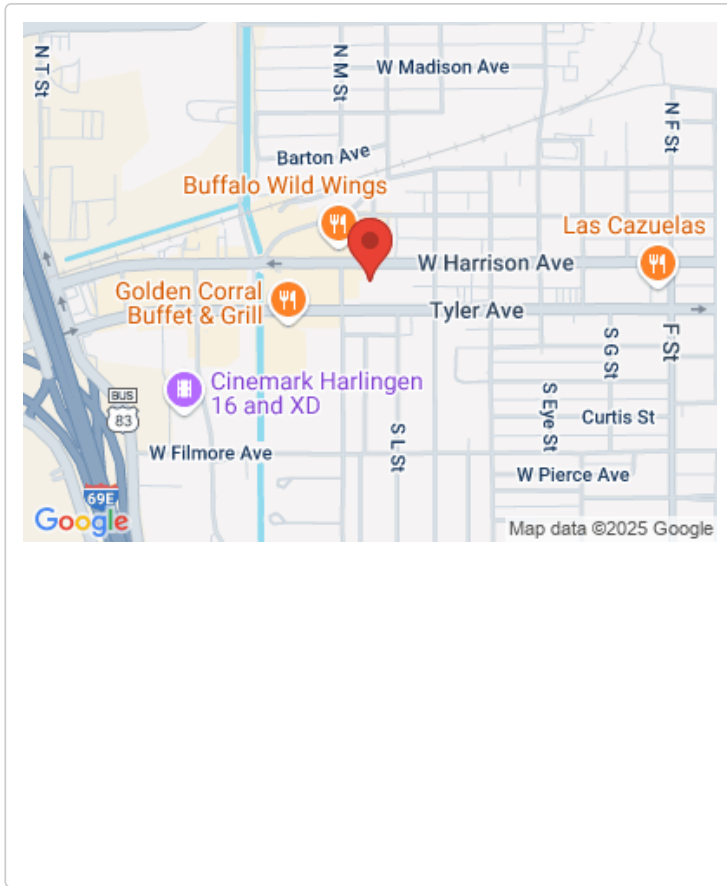 N T St
N M St
W Madison Ave
N F St
Barton Ave
Buffalo Wild Wings
Las Cazuelas
W Harrison Ave
Golden Corral
Buffet & Grill
Tyler Ave
S G St
F St
Cinemark Harlingen
16 and XD
BUS
83
S Eye St
Curtis St
S L St
W Filmore Ave
W Pierce Ave
69E
Google
Map data ©2025 Google